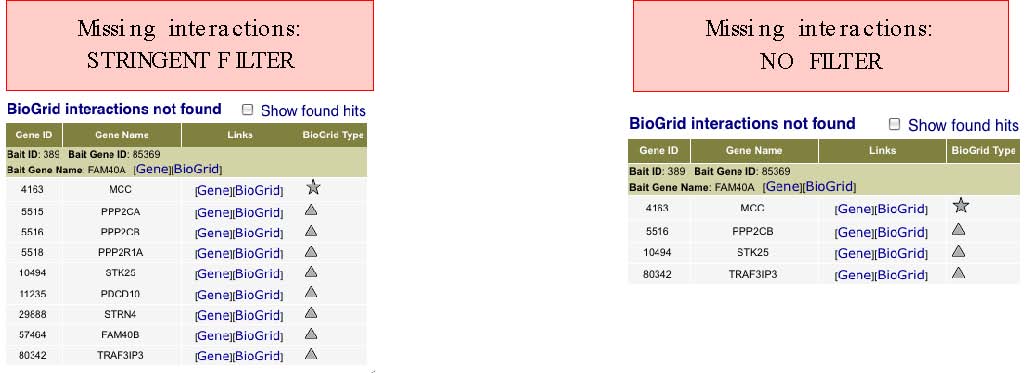 Missing interactions:
STRINGENT FILTER
BioGrid interactions not found Show found hits
Gene ID Gene Name Links BioGrid Type
Bait ID: 389 Bait Gene ID: 85369
Bait Gene Name: FAM40A [Gene][BioGrid]
4163 MCC [Gene][BioGrid]
5515 PPP2CA [Gene][BioGrid]
5516 PPP2CB [Gene][BioGrid]
5518 PPP2R1A [Gene][BioGrid]
10494 STK25 [Gene][BioGrid]
11235 PDCD10 [Gene][BioGrid]
29888 STRN4 [Gene][BioGrid]
57464 FAM40B [Gene][BioGrid]
80342 TRAF3IP3 [Gene][BioGrid]
Missing interactions:
NO FILTER
BioGrid interactions not found Show found hits
Gene ID Gene Name Links BioGrid Type
Bait ID: 389 Bait Gene ID: 85369
Bait Gene Name: FAM40A [Gene][BioGrid]
4163 MCC [Gene][BioGrid]
5516 PPP2CB [Gene][BioGrid]
10494 STK25 [Gene][BioGrid]
80342 TRAF3IP3 [Gene][BioGrid]